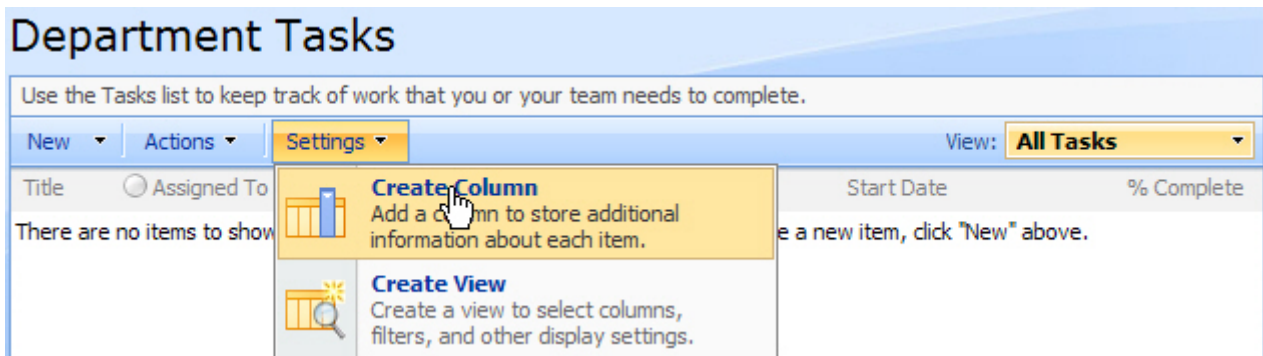 Department Tasks
Use the Tasks list to keep track of work that you or your team needs to complete.
New Actions Settings View: All Tasks
Title Assigned To Start Date % Complete
Create Column
Add a column to store additional
information about each item.
There are no items to show e a new item, click "New" above.
Create View
Create a view to select columns,
filters, and other display settings.